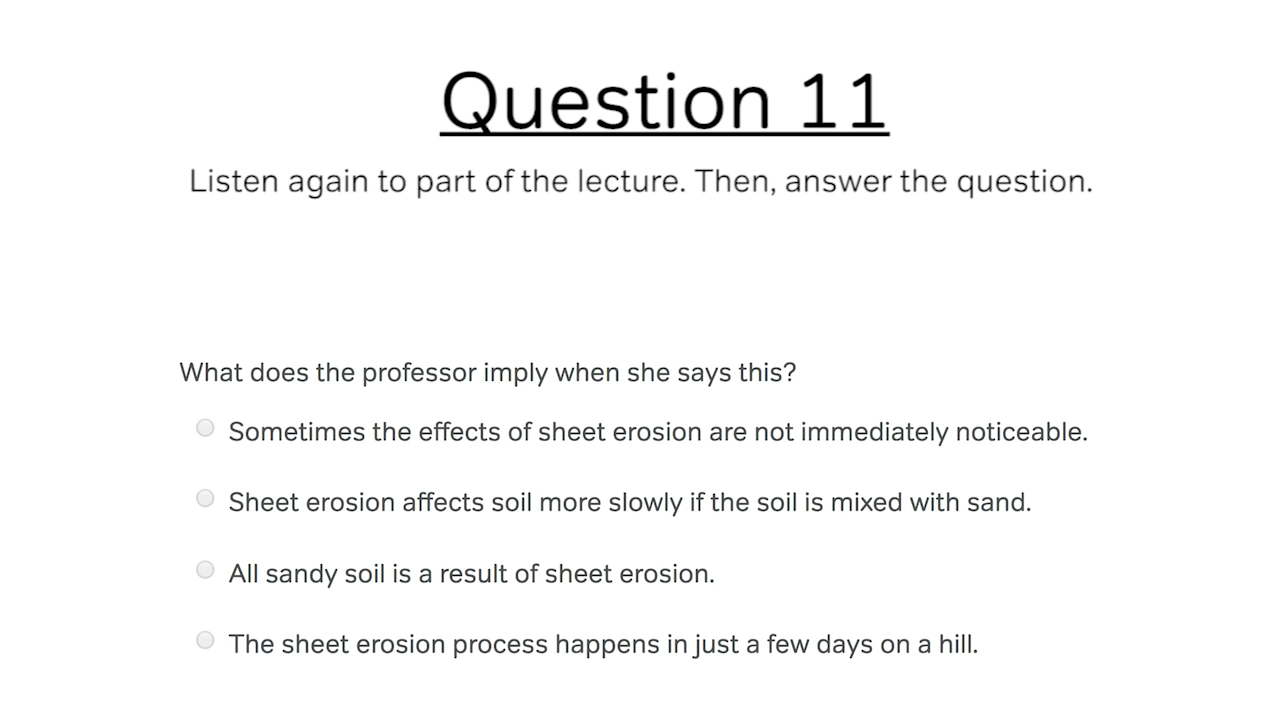 Question 11
Listen again to part of the lecture. Then, answer the question.
What does the professor imply when she says this?
Sometimes the effects of sheet erosion are not immediately noticeable.
Sheet erosion affects soil more slowly if the soil is mixed with sand.
All sandy soil is a result of sheet erosion.
The sheet erosion process happens in just a few days on a hill.